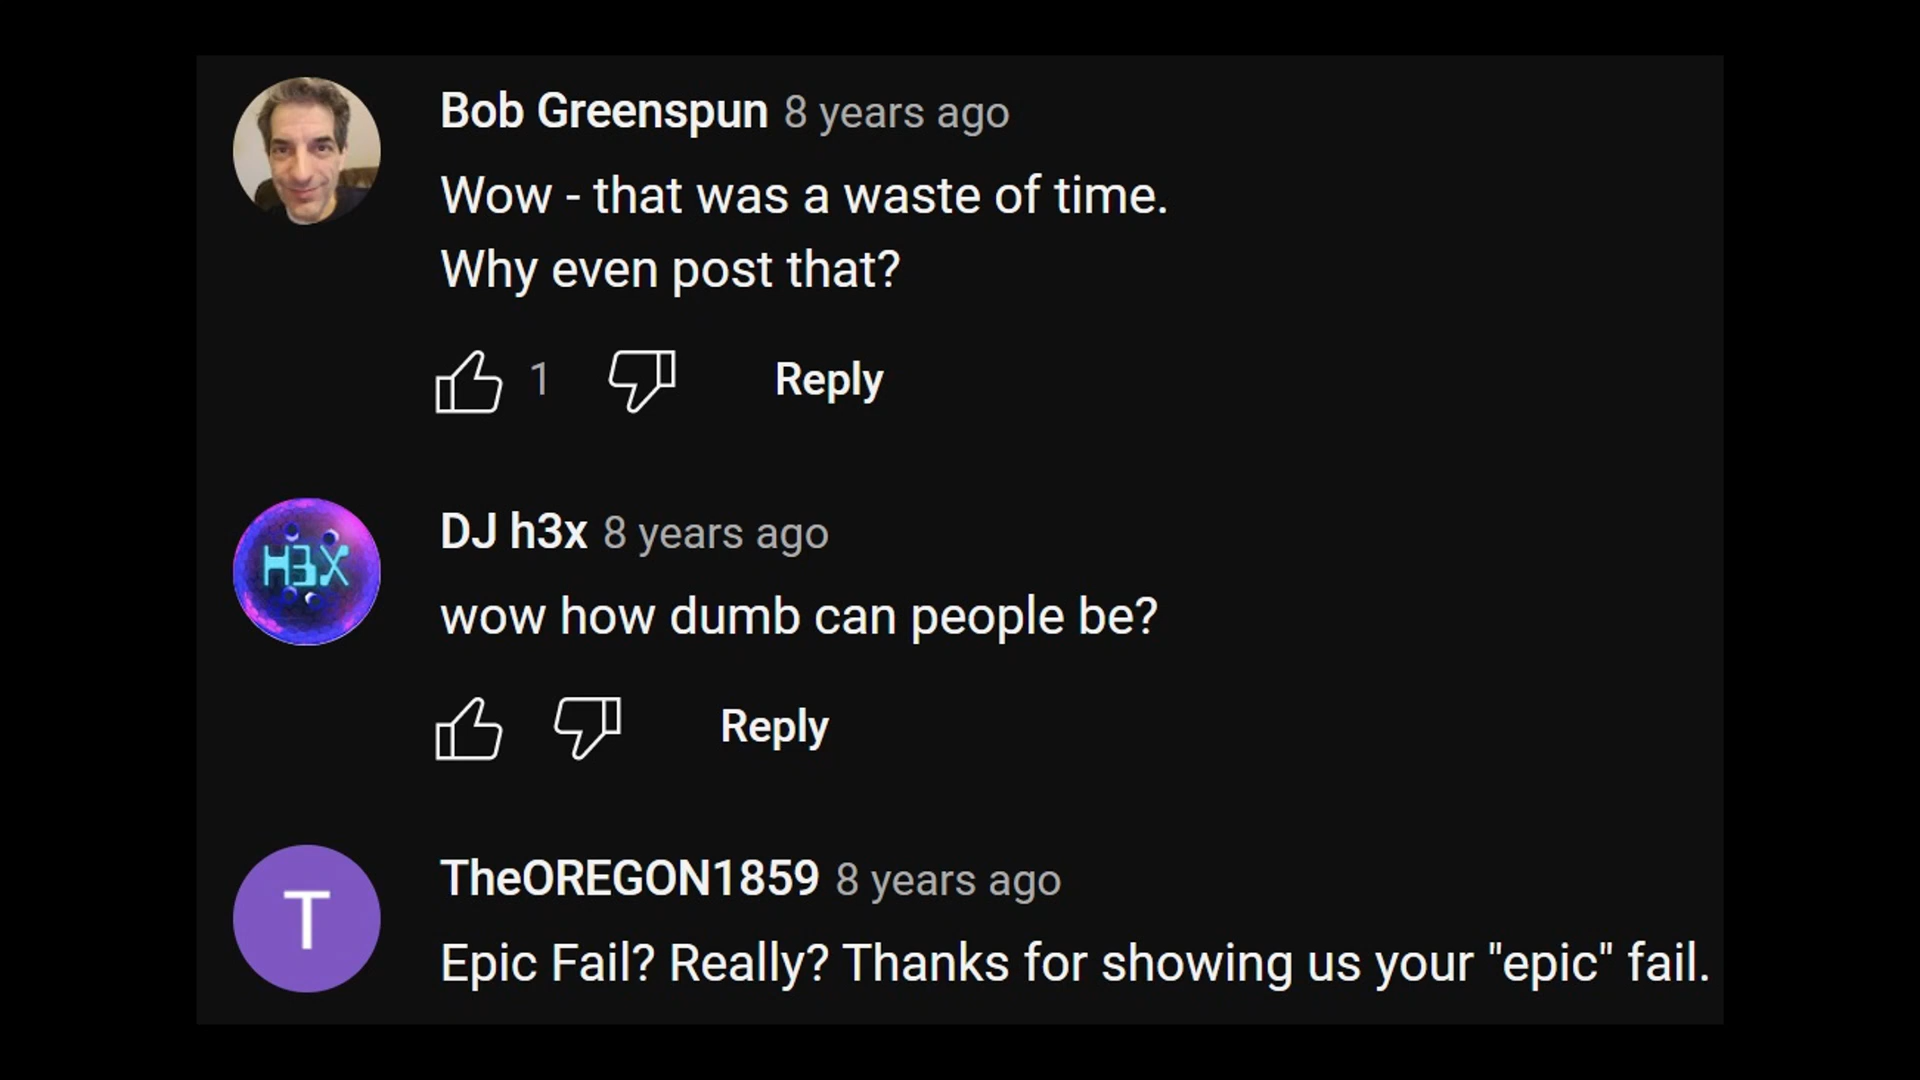 Bob Greenspun 8 years ago
Wow - that was a waste of time.
Why even post that?
1 Reply
H3X
DJ h3x 8 years ago
wow how dumb can people be?
Reply
T
TheOREGON1859 8 years ago
Epic Fail? Really? Thanks for showing us your "epic" fail.